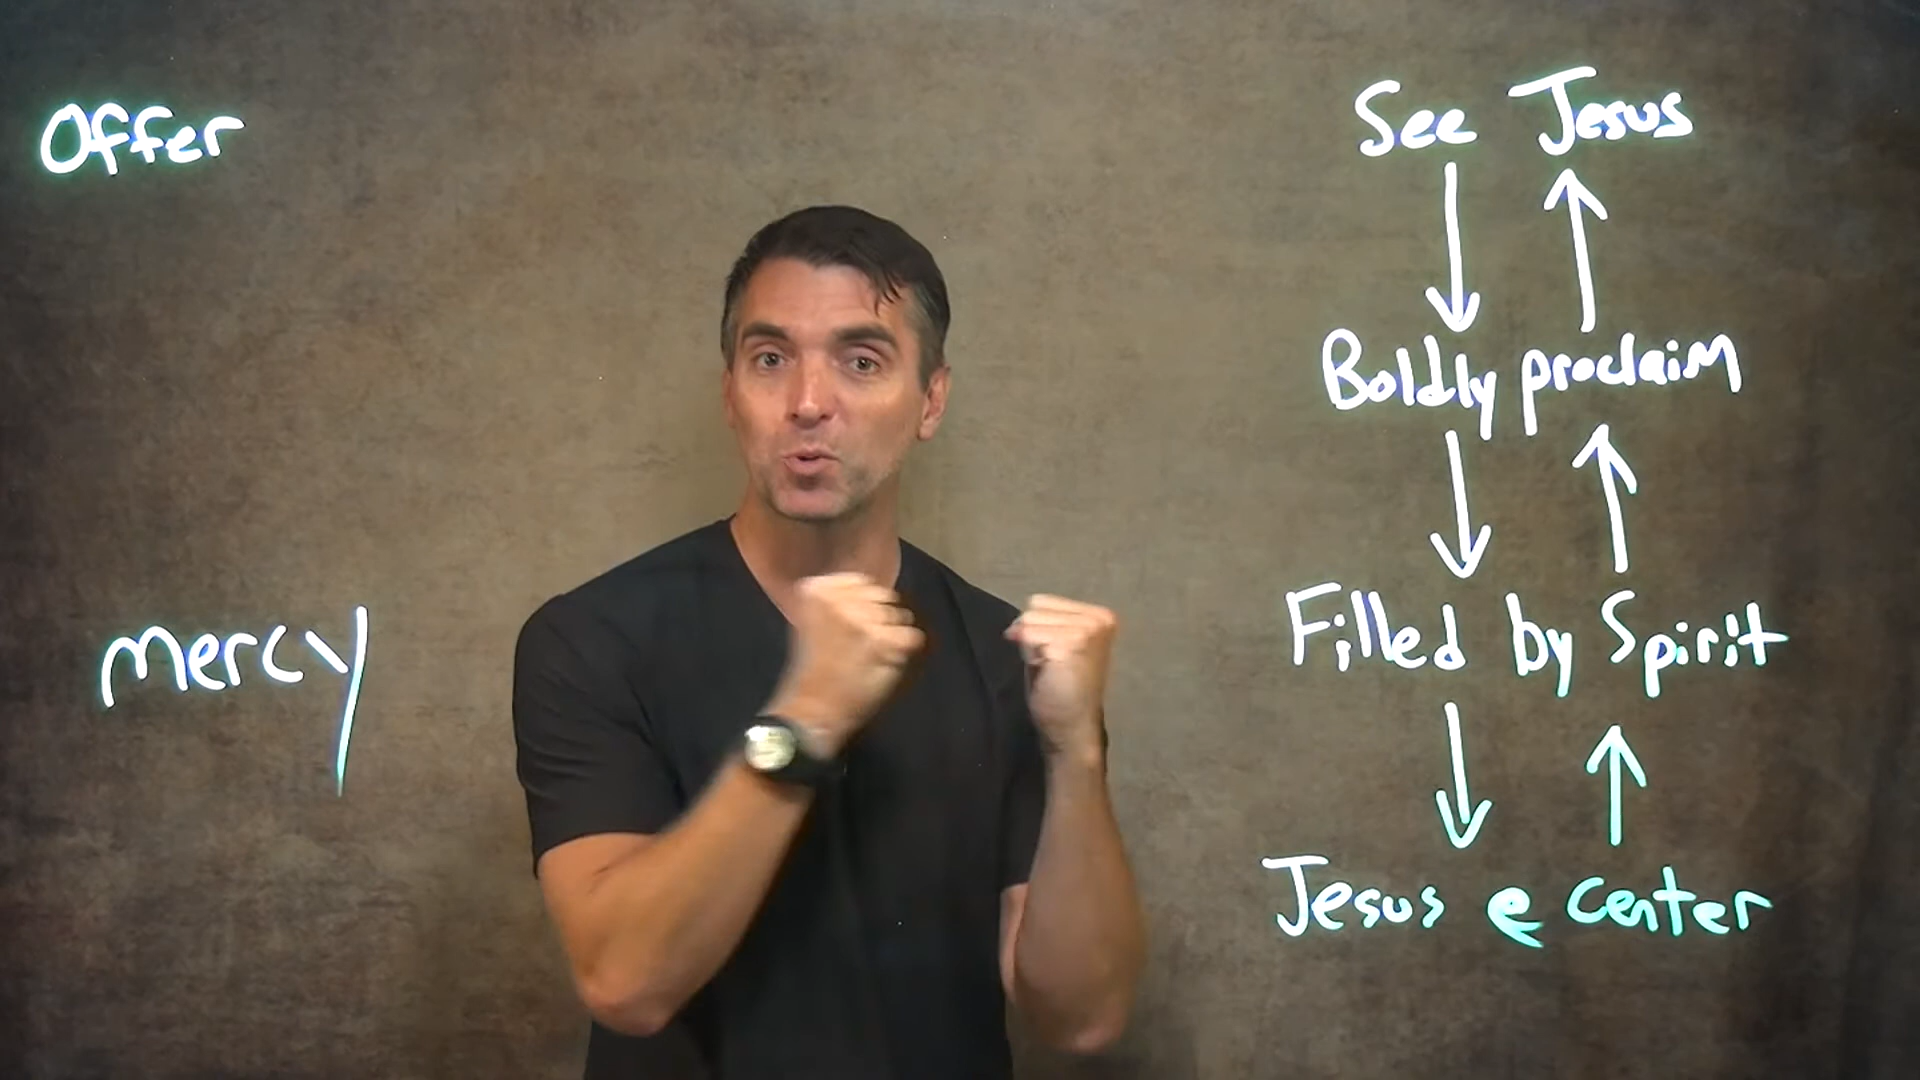 Offer
mercy
See Jesus
Boldly proclaim
Filled by Spirit
Jesus @ center